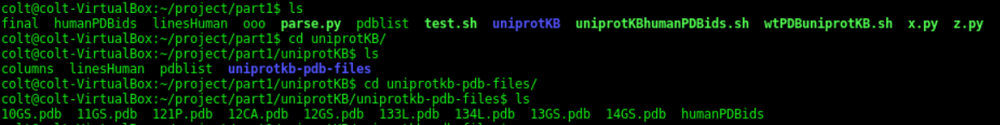 colt@colt-VirtualBox:~/project/part1$ ls
final humanPDBids linesHuman ooo parse.py pdblist test.sh uniprotKB uniprotKBhumanPDBids.sh wtPDBuniprotKB.sh x.py z.py
colt@colt-VirtualBox:~/project/part1$ cd uniprotKB/
colt@colt-VirtualBox:~/project/part1/uniprotKB$ ls
columns linesHuman pdblist uniprotkb-pdb-files
colt@colt-VirtualBox:~/project/part1/uniprotKB$ cd uniprotkb-pdb-files/
colt@colt-VirtualBox:~/project/part1/uniprotKB/uniprotkb-pdb-files$ ls
10GS.pdb 11GS.pdb 121P.pdb 12CA.pdb 12GS.pdb 133L.pdb 134L.pdb 13GS.pdb 14GS.pdb humanPDBids